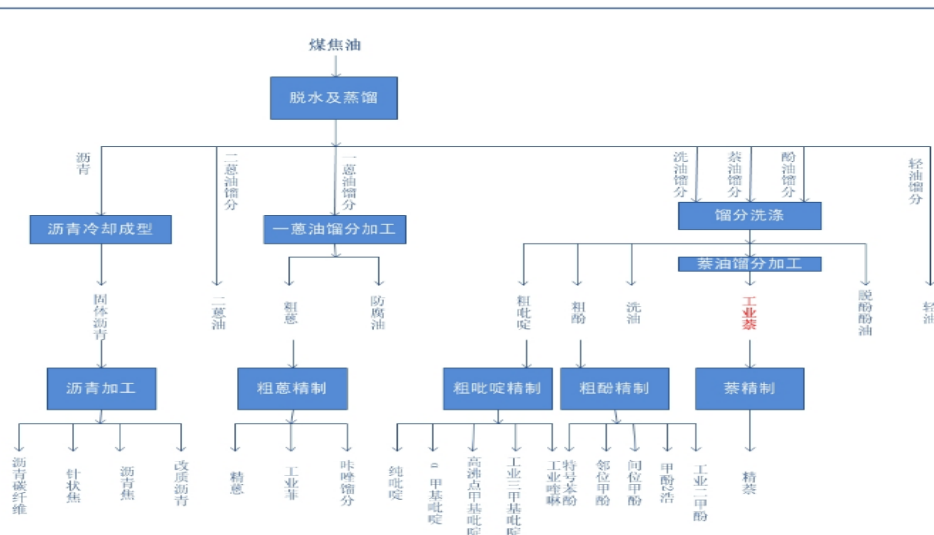 煤焦油
脱水及蒸馏
沥青
二蒽油馏分
一蒽油馏分
洗油馏分
萘油馏分
酚油馏分
轻油馏分
沥青冷却成型
一蒽油馏分加工
馏分洗涤
萘油馏分加工
固体沥青
二蒽油
粗蒽
防腐油
粗吡啶
粗酚
洗油
工业萘
脱酚酚油
轻油
沥青加工
粗蒽精制
粗吡啶精制
粗酚精制
萘精制
沥青碳纤维
针状焦
沥青焦
改质沥青
精蒽
工业菲
咔唑馏分
纯吡啶
α 甲基吡啶
高沸点甲基吡啶
工业三甲基吡啶
工业喹啉
特号苯酚
邻位甲酚
间位甲酚
工业二甲酚
精萘